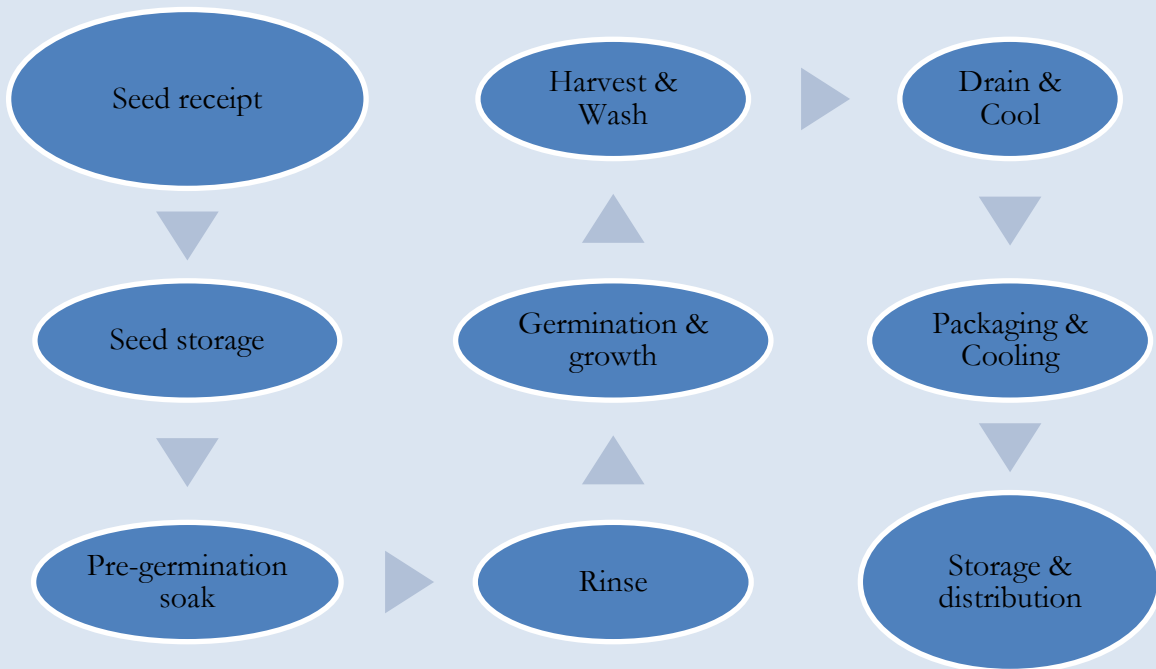 Seed receipt
Seed storage
Pre-germination
soak
Rinse
Germination &
growth
Harvest &
Wash
Drain &
Cool
Packaging &
Cooling
Storage &
distribution